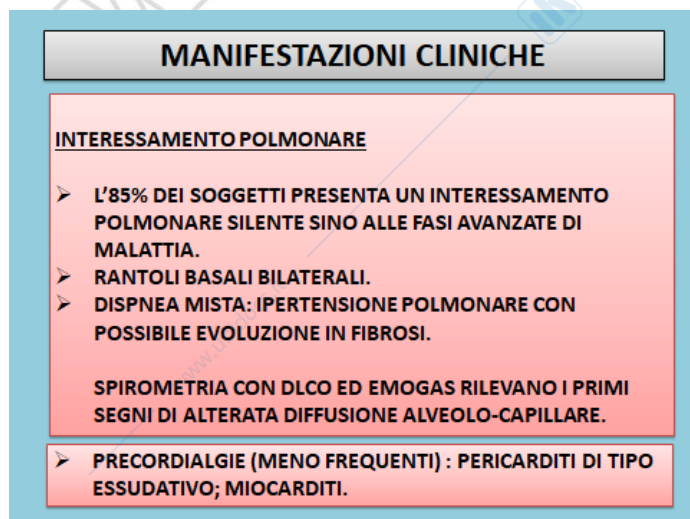 MANIFESTAZIONI CLINICHE
INTERESSAMENTO POLMONARE
➢ L'85% DEI SOGGETTI PRESENTA UN INTERESSAMENTO
POLMONARE SILENTE SINO ALLE FASI AVANZATE DI
MALATTIA.
➢ RANTOLI BASALI BILATERALI.
➢ DISPNEA MISTA: IPERTENSIONE POLMONARE CON
POSSIBILE EVOLUZIONE IN FIBROSI.
SPIROMETRIA CON DLCO ED EMOGAS RILEVANO I PRIMI
SEGNI DI ALTERATA DIFFUSIONE ALVEOLO-CAPILLARE.
➢ PRECORDIALGIE (MENO FREQUENTI) : PERICARDITI DI TIPO
ESSUDATIVO; MIOCARDITI.